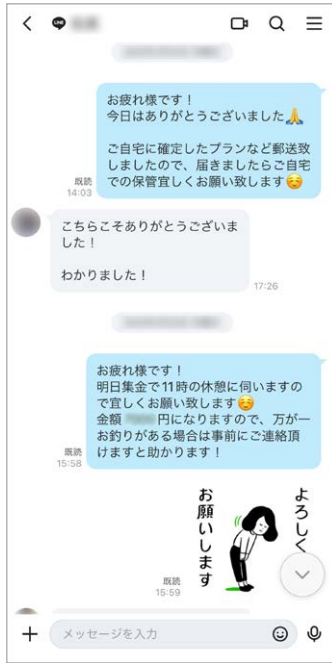 お疲れ様です！
今日はありがとうございました🙏
ご自宅に確定したプランなど郵送致
しましたので、届きましたらご自宅
での保管宜しくお願い致します☺️
既読
14:03
こちらこそありがとうございま
した！
わかりました！
17:26
お疲れ様です！
明日集金で11時の休憩に伺いますの
で宜しくお願い致します☺️
金額 円になりますので、万が一
お釣りがある場合は事前にご連絡頂
けますと助かります！
既読
15:58
よろしく
お願いします
既読
15:59
メッセージを入力